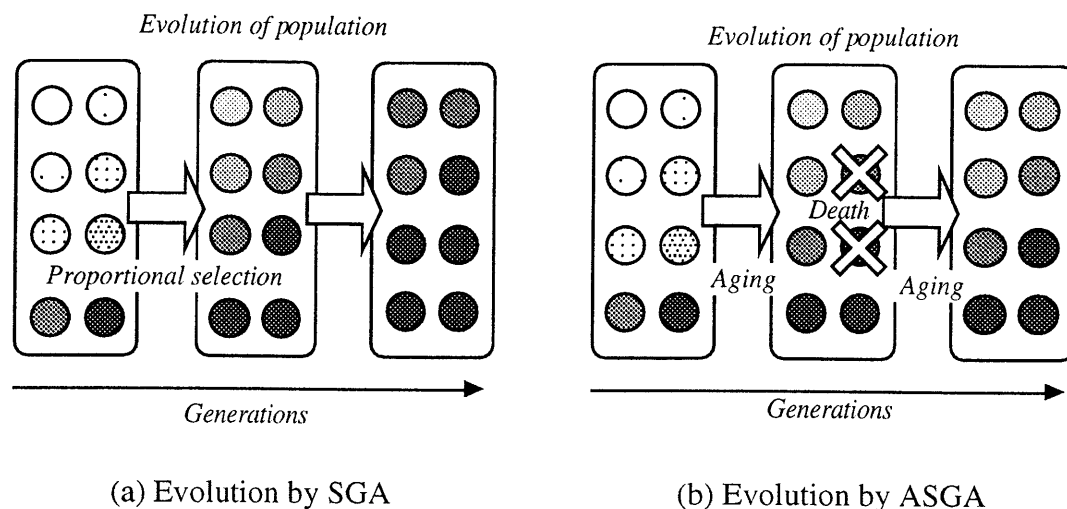 Evolution of population
Proportional selection
Generations
(a) Evolution by SGA
Evolution of population
Death
Aging
Aging
Generations
(b) Evolution by ASGA